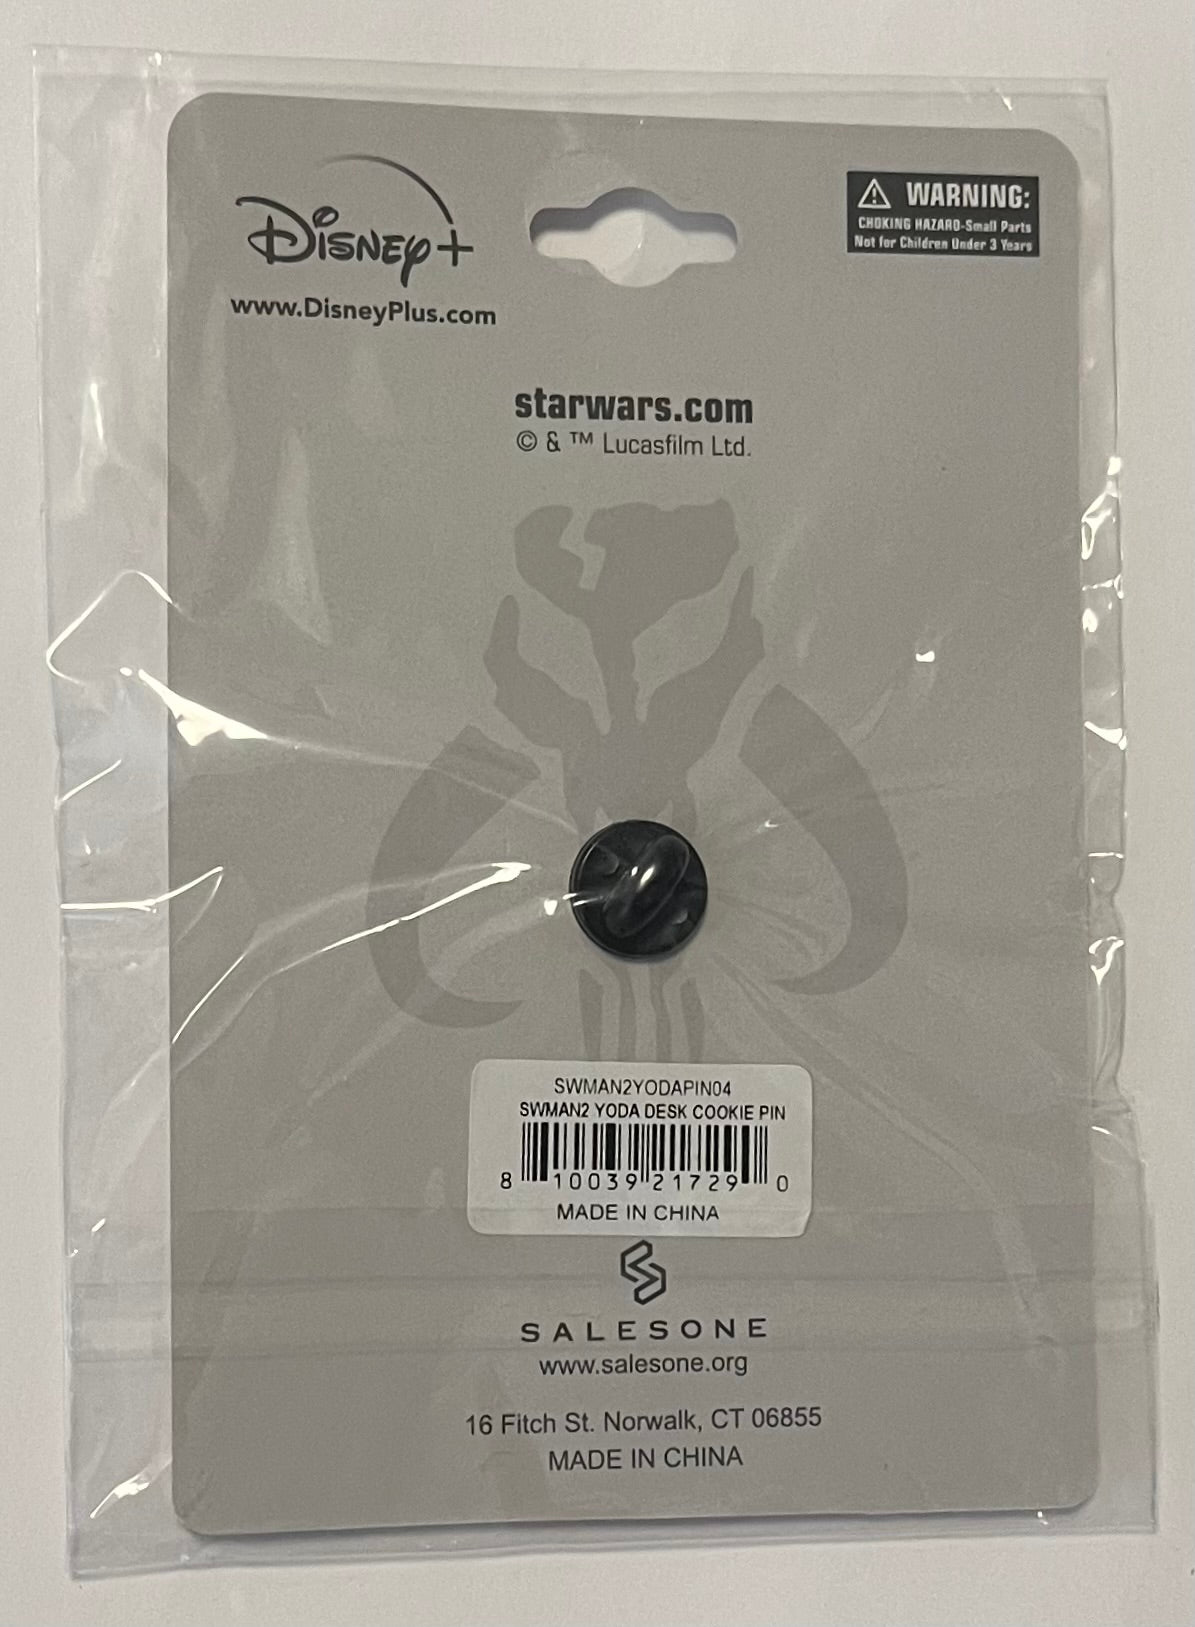 Disney+
www.DisneyPlus.com
WARNING:
CHOKING HAZARD-Small Parts
Not for Children Under 3 Years
starwars.com
© & ™ Lucasfilm Ltd.
SWMAN2YODAPIN04
SWMAN2 YODA DESK COOKIE PIN
8 10039 21729 0
MADE IN CHINA
SALESONE
www.salesone.org
16 Fitch St. Norwalk, CT 06855
MADE IN CHINA